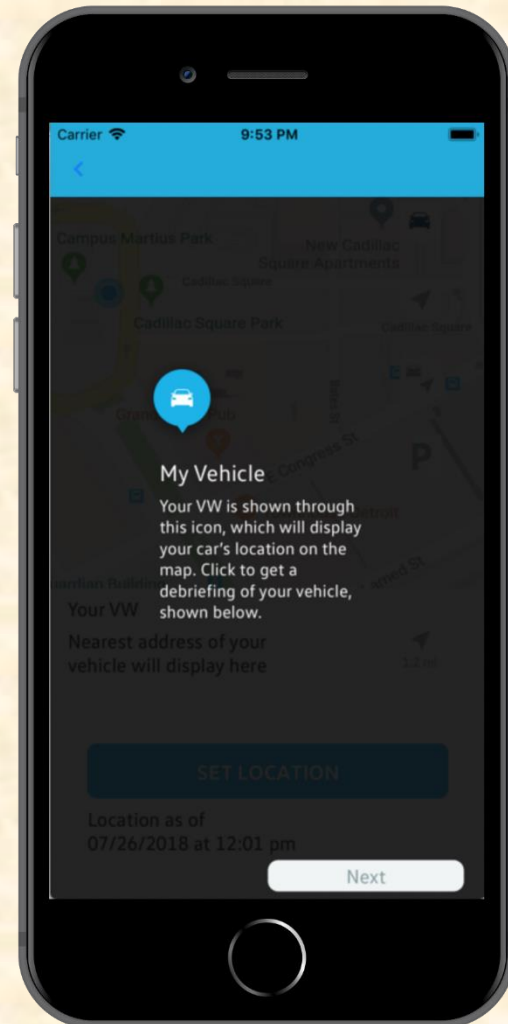 Carrier
9:53 PM
Campus Martius Park
New Cadillac
Square Apartments
Cadillac Square
Cadillac Square Park
Cadillac Square
Pub
E Congress St
P
My Vehicle
Your VW is shown through
this icon, which will display
your car's location on the
map. Click to get a
debriefing of your vehicle,
shown below.
Your VW
Nearest address of your
vehicle will display here
SET LOCATION
Location as of
07/26/2018 at 12:01 pm
Next